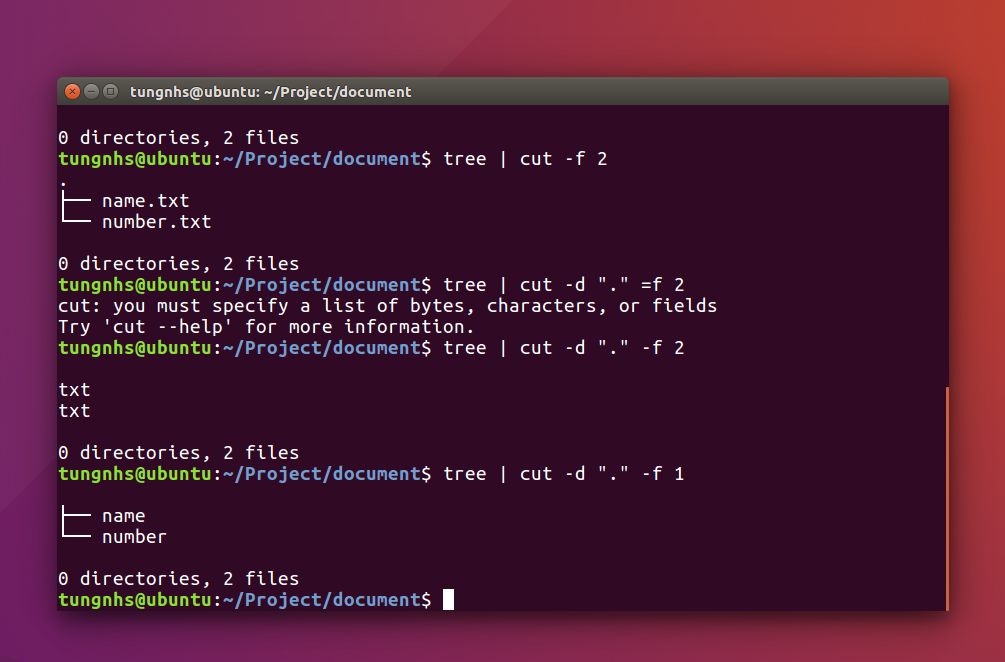 tungnhs@ubuntu: ~/Project/document
0 directories, 2 files
tungnhs@ubuntu:~/Project/document$ tree | cut -f 2
.
├── name.txt
└── number.txt
0 directories, 2 files
tungnhs@ubuntu:~/Project/document$ tree | cut -d "." =f 2
cut: you must specify a list of bytes, characters, or fields
Try 'cut --help' for more information.
tungnhs@ubuntu:~/Project/document$ tree | cut -d "." -f 2
txt
txt
0 directories, 2 files
tungnhs@ubuntu:~/Project/document$ tree | cut -d "." -f 1
├── name
└── number
0 directories, 2 files
tungnhs@ubuntu:~/Project/document$